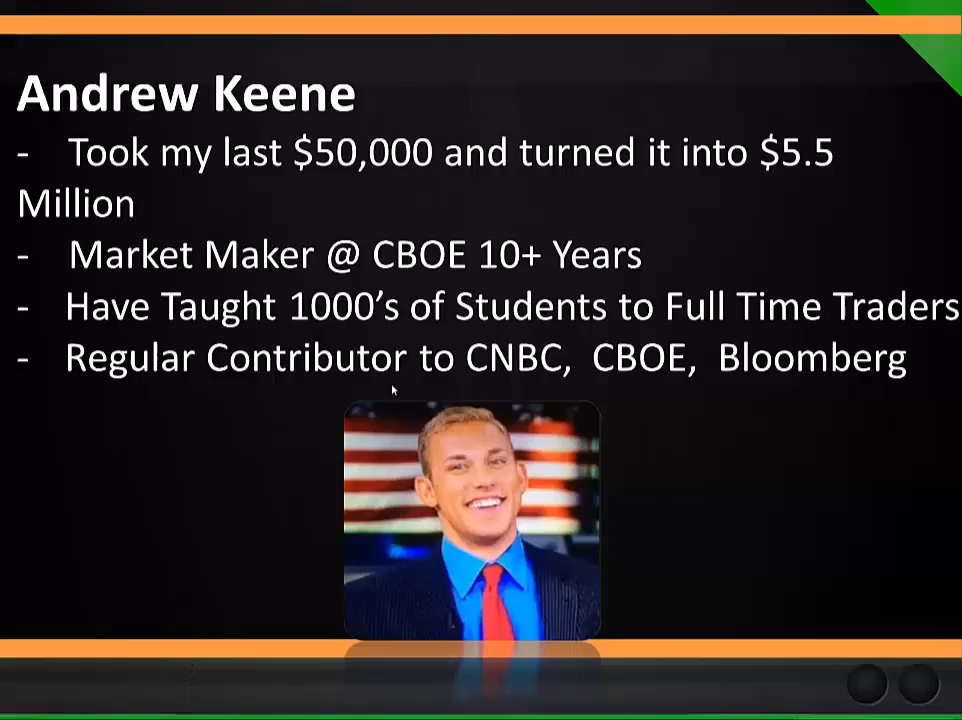 Andrew Keene
- Took my last $50,000 and turned it into $5.5
Million
- Market Maker @ CBOE 10+ Years
- Have Taught 1000’s of Students to Full Time Traders
- Regular Contributor to CNBC, CBOE, Bloomberg